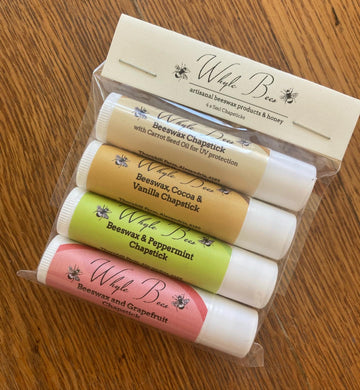 Whyle Bees
artisanal beeswax products & honey
4 x 5ml Chapsticks
Whyle Bees
Beeswax Chapstick
with Carrot Seed Oil for UV protection
Whyle Bees
Beeswax, Cocoa &
Vanilla Chapstick
Whyle Bees
Beeswax & Peppermint
Chapstick
Whyle Bees
Beeswax and Grapefruit
Chapstick